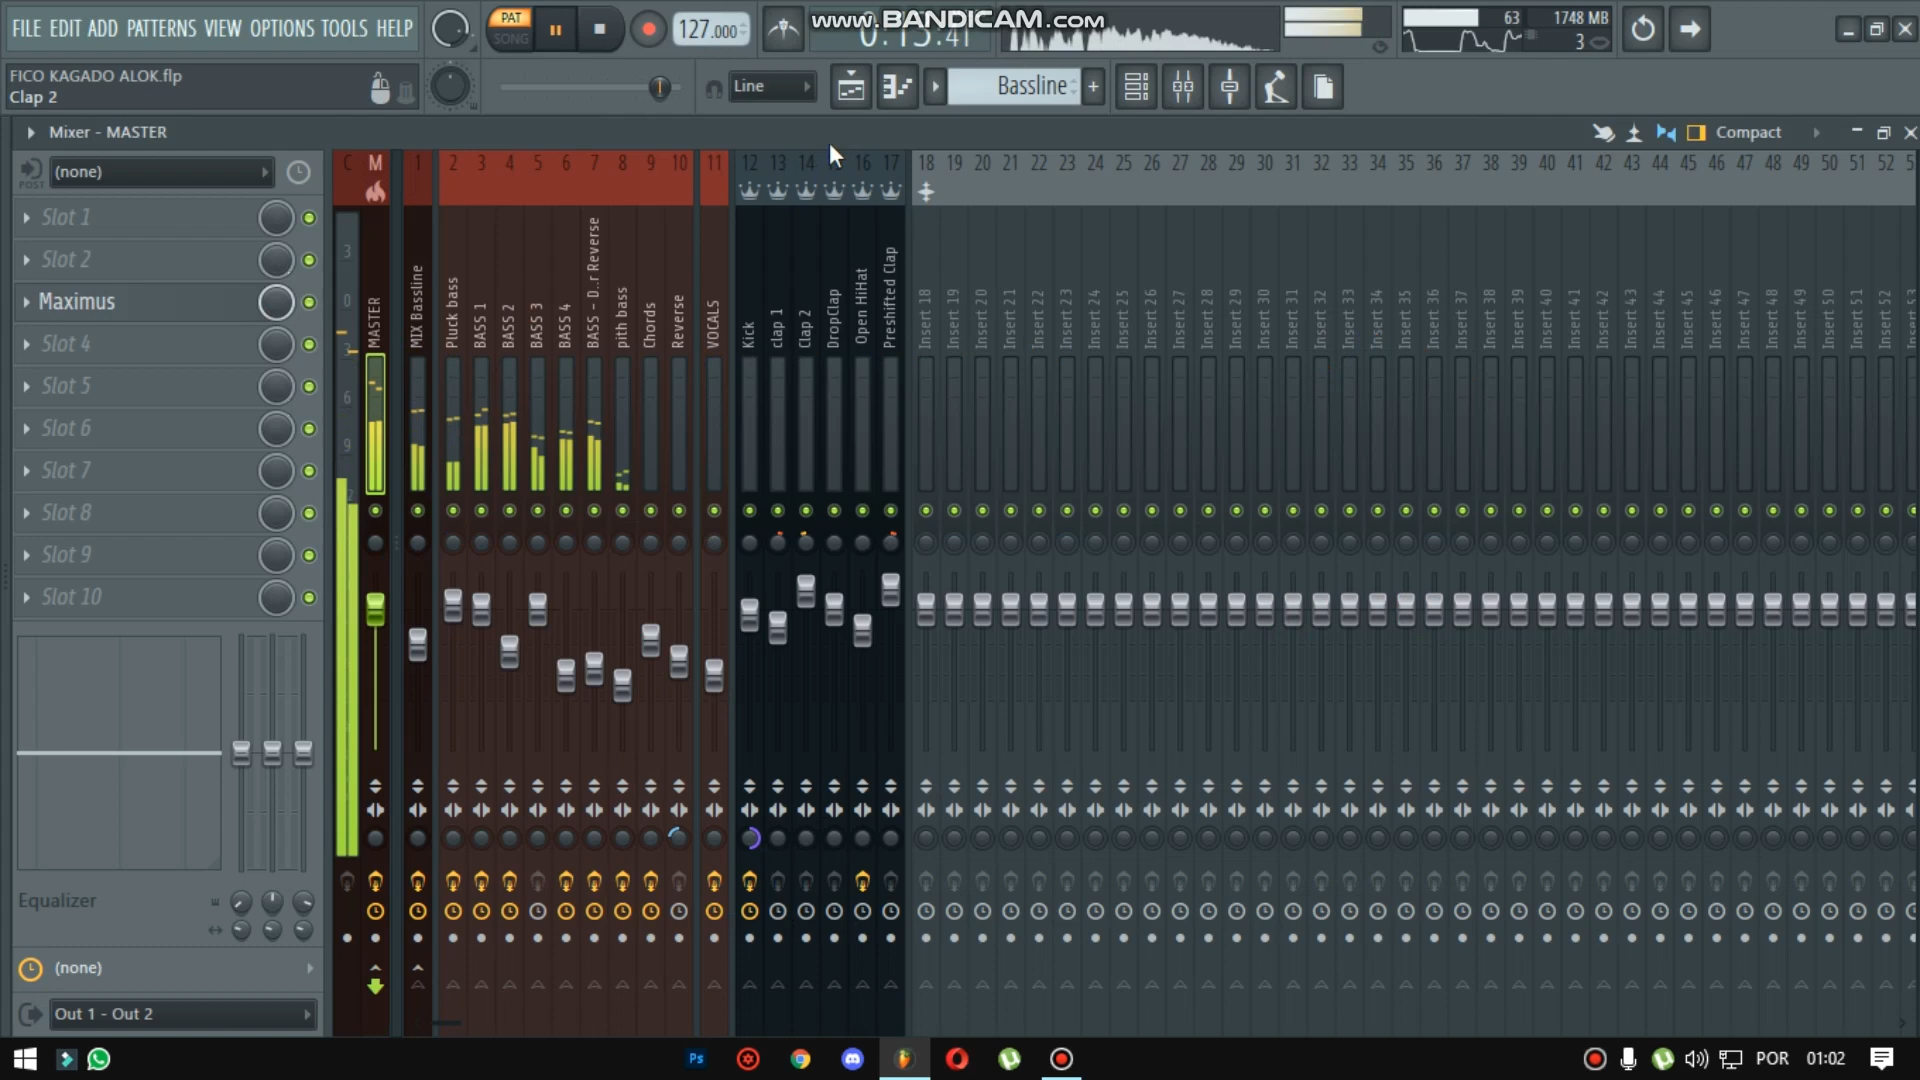 FILE EDIT ADD PATTERNS VIEW OPTIONS TOOLS HELP
PAT
SONG
127.000
www.BANDICAM.com
0:15:41
63
1748 MB
3
FICO KAGADO ALOK.flp
Clap 2
Line
Bassline
Mixer - MASTER
Compact
POST
(none)
Slot 1
Slot 2
Maximus
Slot 4
Slot 5
Slot 6
Slot 7
Slot 8
Slot 9
Slot 10
Equalizer
(none)
Out 1 - Out 2
C M 1 2 3 4 5 6 7 8 9 10 11 12 13 14 16 17 18 19 20 21 22 23 24 25 26 27 28 29 30 31 32 33 34 35 36 37 38 39 40 41 42 43 44 45 46 47 48 49 50 51 52
3
0
3
6
9
MASTER
MIX Bassline
Pluck bass
BASS 1
BASS 2
BASS 3
BASS 4
BASS - D..r Reverse
pith bass
Chords
Reverse
VOCALS
Kick
clap 1
Clap 2
DropClap
Open HiHat
Preshifted Clap
Insert 18
Insert 19
Insert 20
Insert 21
Insert 22
Insert 23
Insert 24
Insert 25
Insert 26
Insert 27
Insert 28
Insert 29
Insert 30
Insert 31
Insert 32
Insert 33
Insert 34
Insert 35
Insert 36
Insert 37
Insert 38
Insert 39
Insert 40
Insert 41
Insert 42
Insert 43
Insert 44
Insert 45
Insert 46
Insert 47
Insert 48
Insert 49
Insert 50
Insert 51
Insert 52
Ps
POR
01:02